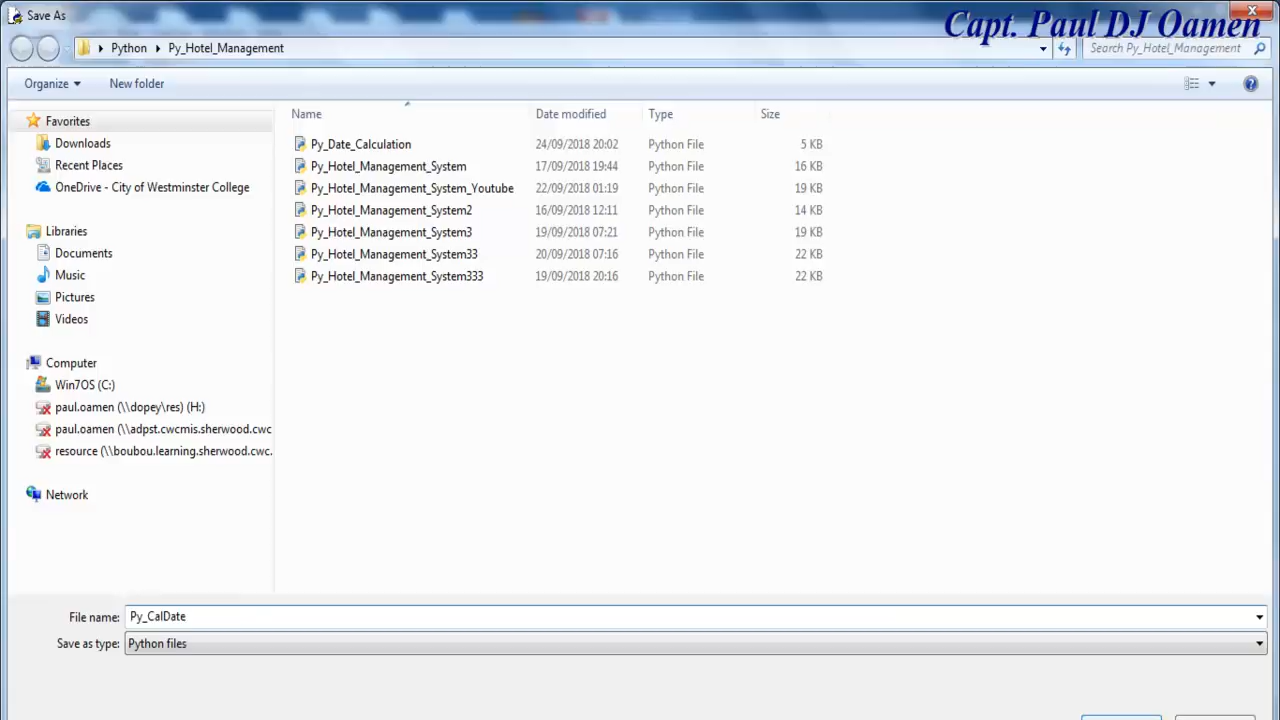 Save As
Capt. Paul DJ Oamen
Python Py_Hotel_Management
Search Py_Hotel_Management
Organize New folder
Name Date modified Type Size
Favorites
Downloads
Recent Places
OneDrive - City of Westminster College
Libraries
Documents
Music
Pictures
Videos
Computer
Win7OS (C:)
paul.oamen (\\dopey\res) (H:)
paul.oamen (\\adpst.cwcmis.sherwood.cwc
resource (\\boubou.learning.sherwood.cwc.
Network
Py_Date_Calculation 24/09/2018 20:02 Python File 5 KB
Py_Hotel_Management_System 17/09/2018 19:44 Python File 16 KB
Py_Hotel_Management_System_Youtube 22/09/2018 01:19 Python File 19 KB
Py_Hotel_Management_System2 16/09/2018 12:11 Python File 14 KB
Py_Hotel_Management_System3 19/09/2018 07:21 Python File 19 KB
Py_Hotel_Management_System33 20/09/2018 07:16 Python File 22 KB
Py_Hotel_Management_System333 19/09/2018 20:16 Python File 22 KB
File name: Py_CalDate
Save as type: Python files